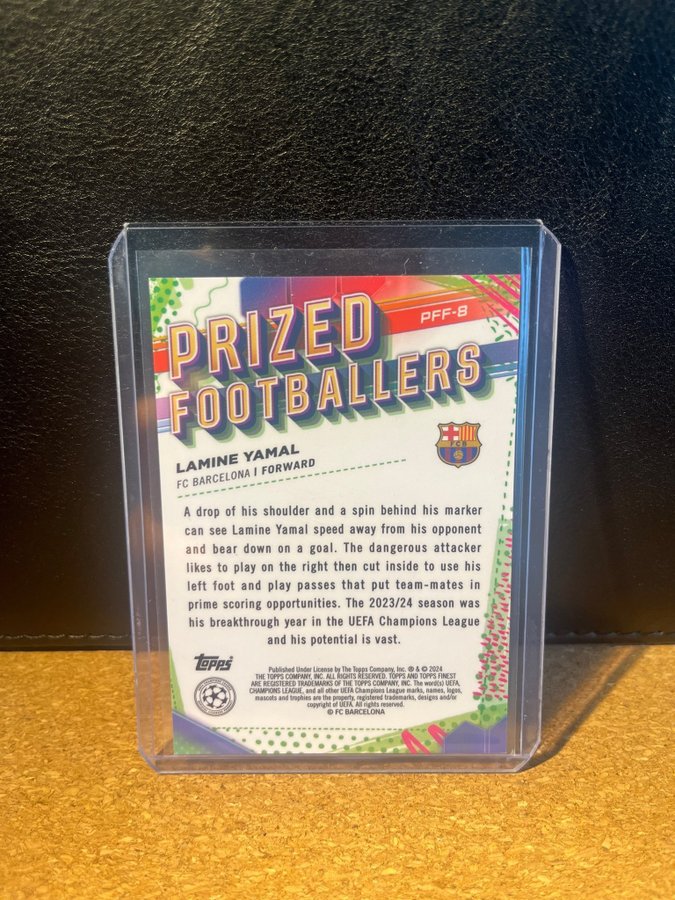 PFF-8
PRIZED
FOOTBALLERS
FCB
LAMINE YAMAL
FC BARCELONA | FORWARD
A drop of his shoulder and a spin behind his marker
can see Lamine Yamal speed away from his opponent
and bear down on a goal. The dangerous attacker
likes to play on the right then cut inside to use his
left foot and play passes that put team-mates in
prime scoring opportunities. The 2023/24 season was
his breakthrough year in the UEFA Champions League
and his potential is vast.
Topps
Published Under License by The Topps Company, Inc. ® & © 2024
THE TOPPS COMPANY, INC. ALL RIGHTS RESERVED. TOPPS AND TOPPS FINEST
ARE REGISTERED TRADEMARKS OF THE TOPPS COMPANY, INC. The word(s) UEFA,
CHAMPIONS LEAGUE, and all other UEFA Champions League marks, names, logos,
mascots and trophies are the property, registered trademarks, designs and/or
copyright of UEFA. All rights reserved.
© FC BARCELONA